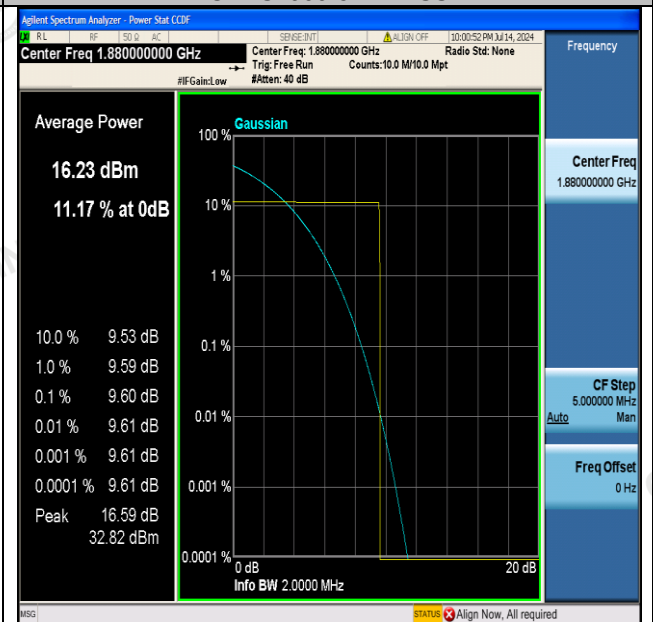 Agilent Spectrum Analyzer - Power Stat CCDF
RL RF 50 Ω AC SENSE:INT ALIGN OFF 10:00:52 PM Jul 14, 2024
Center Freq 1.880000000 GHz
Center Freq: 1.880000000 GHz Radio Std: None
Trig: Free Run Counts:10.0 M/10.0 Mpt
#IFGain:Low #Atten: 40 dB
Frequency
Average Power
16.23 dBm
11.17 % at 0dB
10.0 % 9.53 dB
1.0 % 9.59 dB
0.1 % 9.60 dB
0.01 % 9.61 dB
0.001 % 9.61 dB
0.0001 % 9.61 dB
Peak 16.59 dB
32.82 dBm
Gaussian
100 %
10 %
1 %
0.1 %
0.01 %
0.001 %
0.0001 %
0 dB 20 dB
Info BW 2.0000 MHz
Center Freq
1.880000000 GHz
CF Step
5.000000 MHz
Auto Man
Freq Offset
0 Hz
MSG STATUS Align Now, All required